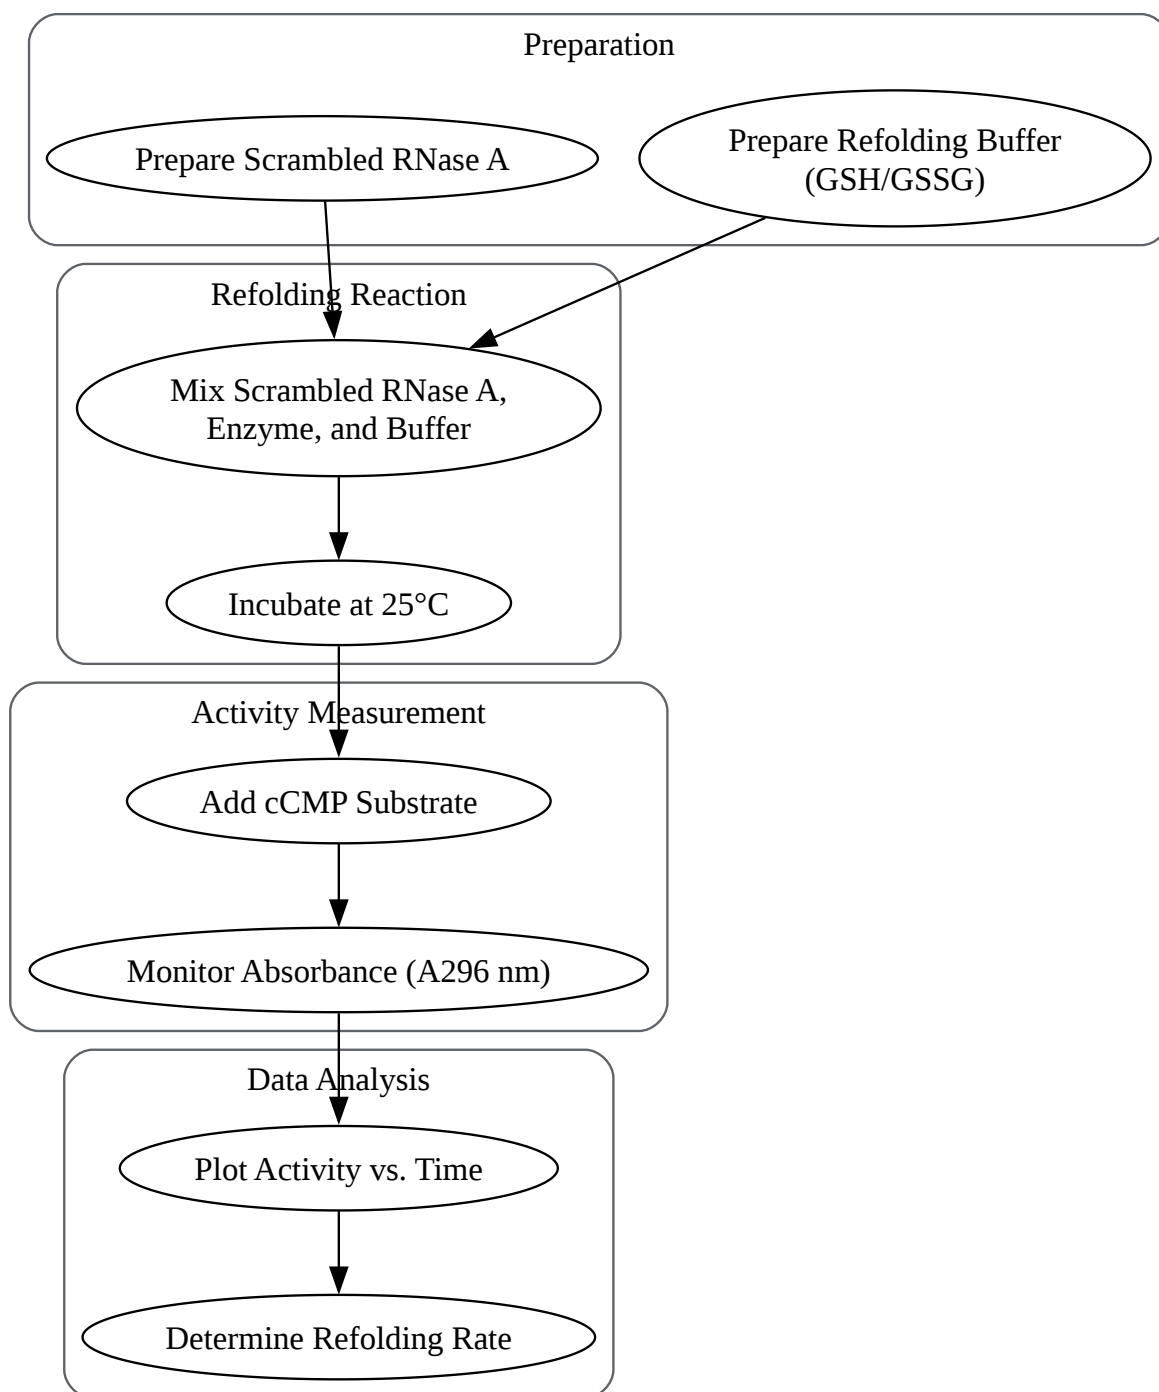 Preparation
Prepare Scrambled RNase A
Prepare Refolding Buffer
(GSH/GSSG)
Refolding Reaction
Mix Scrambled RNase A,
Enzyme, and Buffer
Incubate at 25°C
Activity Measurement
Add cCMP Substrate
Monitor Absorbance (A296 nm)
Data Analysis
Plot Activity vs. Time
Determine Refolding Rate